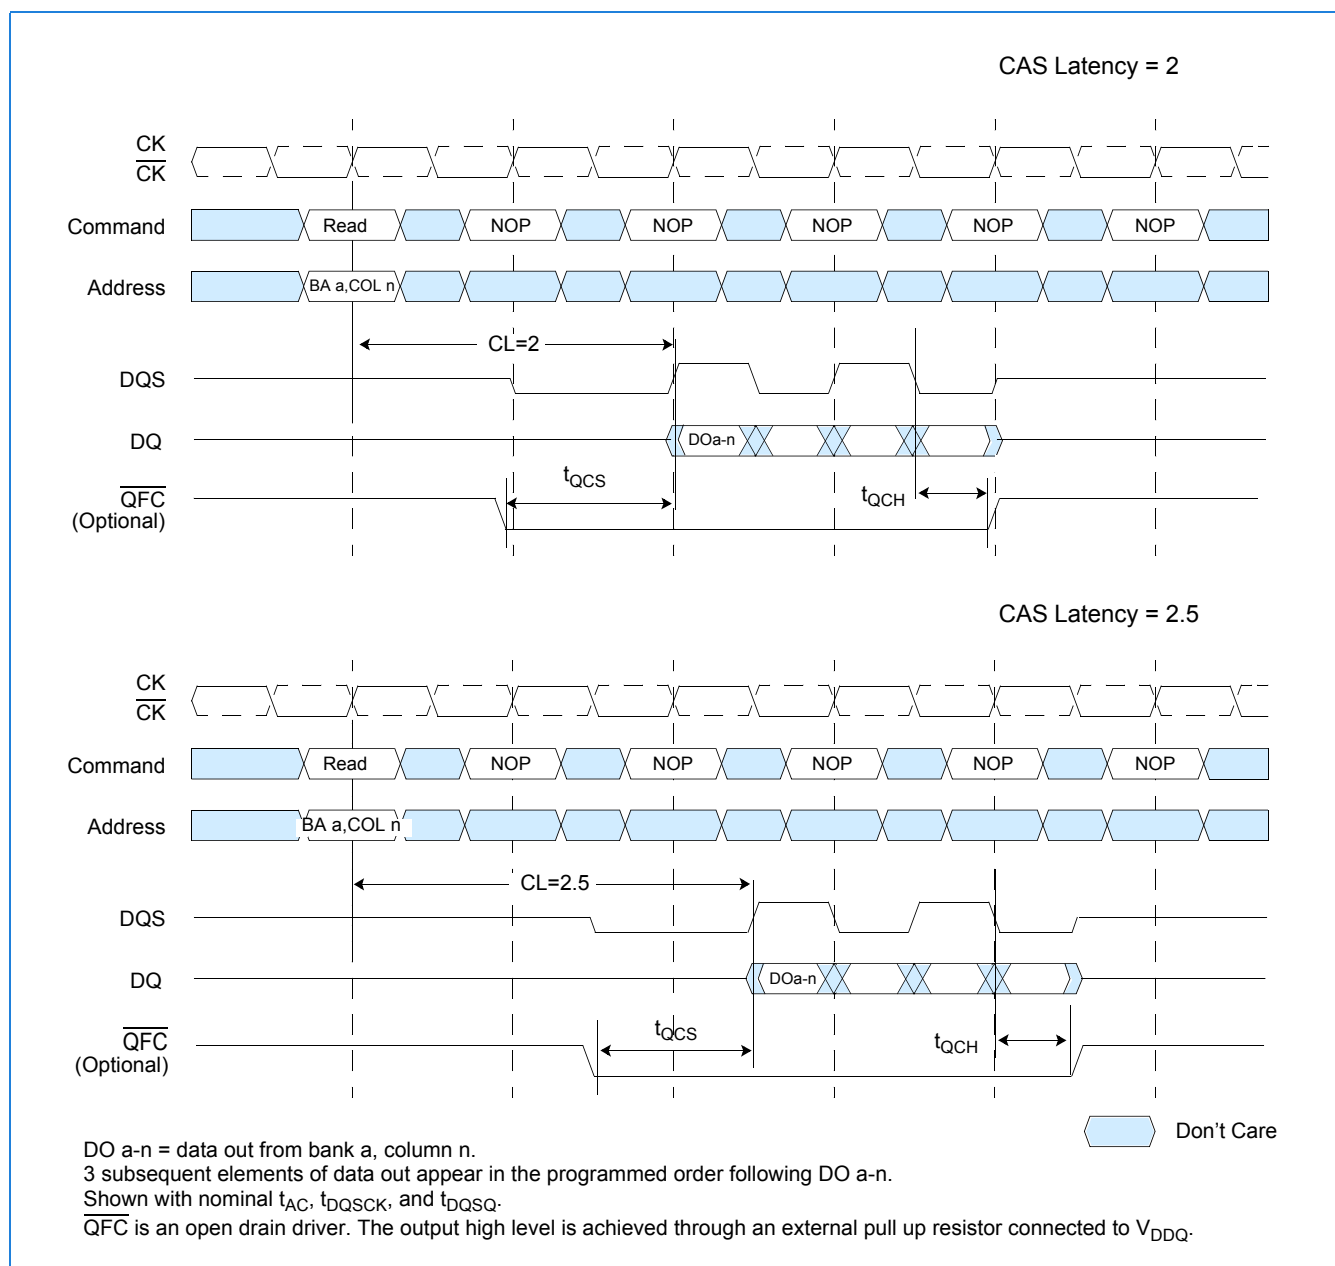 CAS Latency = 2
CK
CK
Command Read NOP NOP NOP NOP NOP
Address BA a,COL n
CL=2
DQS
DQ DOa-n
tQCS
tQCH
QFC
(Optional)
CAS Latency = 2.5
CK
CK
Command Read NOP NOP NOP NOP NOP
Address BA a,COL n
CL=2.5
DQS
DQ DOa-n
tQCS
tQCH
QFC
(Optional)
Don't Care
DO a-n = data out from bank a, column n.
3 subsequent elements of data out appear in the programmed order following DO a-n.
Shown with nominal tAC, tDQSCK, and tDQSQ.
QFC is an open drain driver. The output high level is achieved through an external pull up resistor connected to VDDQ.